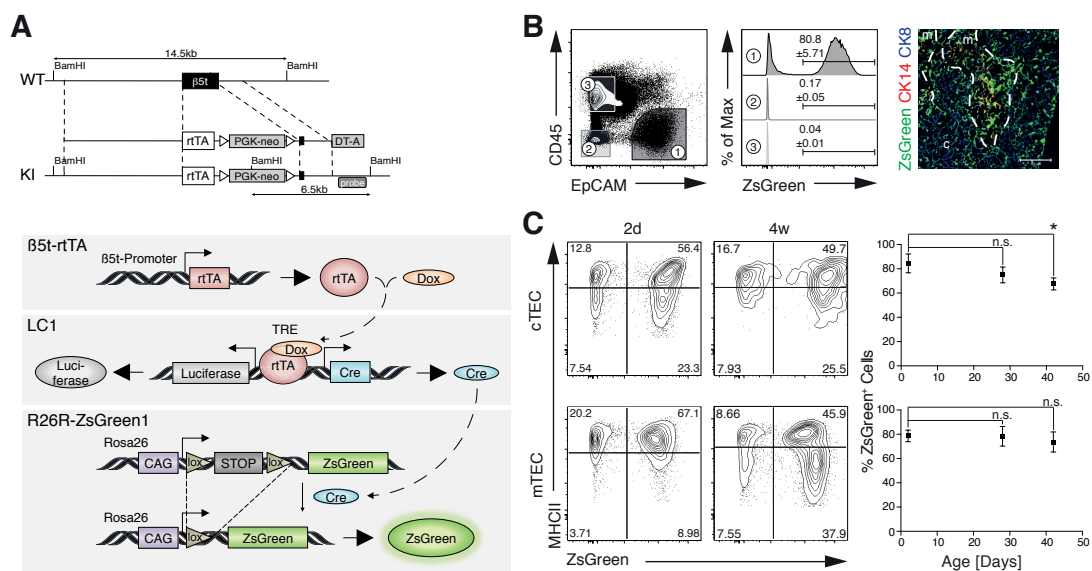 A
14.5kb
BamHI
BamHI
WT
ß5t
rtTA
PGK-neo
DT-A
BamHI
BamHI
BamHI
KI
rtTA
PGK-neo
probe
6.5kb
ß5t-rtTA
ß5t-Promoter
rtTA
rtTA
Dox
LC1
TRE
Dox
rtTA
Luci-
ferase
Luciferase
Cre
Cre
R26R-ZsGreen1
Rosa26
CAG
lox
STOP
lox
ZsGreen
Cre
Rosa26
CAG
lox
ZsGreen
ZsGreen
B
CD45
EpCAM
3
2
1
% of Max
ZsGreen
1
80.8
±5.71
2
0.17
±0.05
3
0.04
±0.01
ZsGreen CK14 CK8
m
m
c
C
2d
4w
cTEC
12.8
56.4
7.54
23.3
16.7
49.7
7.93
25.5
mTEC
20.2
67.1
3.71
8.98
8.66
45.9
7.55
37.9
MHCII
ZsGreen
% ZsGreen⁺ Cells
*
n.s.
100
80
60
40
20
0
0 10 20 30 40 50
n.s.
n.s.
100
80
60
40
20
0
0 10 20 30 40 50
Age [Days]